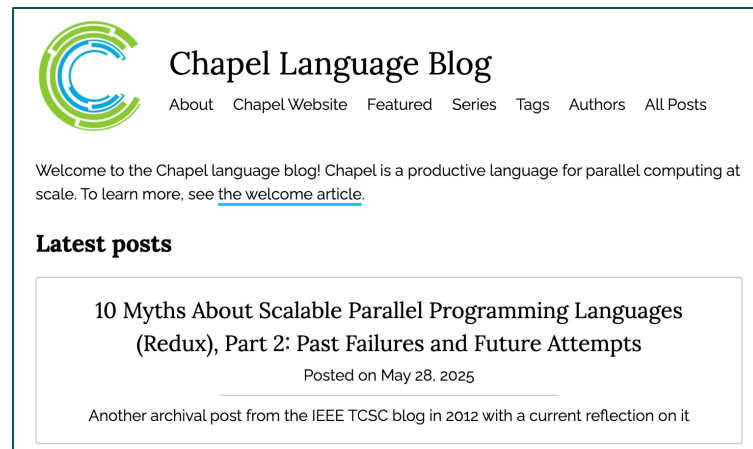 Chapel Language Blog
About Chapel Website Featured Series Tags Authors All Posts
Welcome to the Chapel language blog! Chapel is a productive language for parallel computing at
scale. To learn more, see the welcome article.
Latest posts
10 Myths About Scalable Parallel Programming Languages
(Redux), Part 2: Past Failures and Future Attempts
Posted on May 28, 2025
Another archival post from the IEEE TCSC blog in 2012 with a current reflection on it